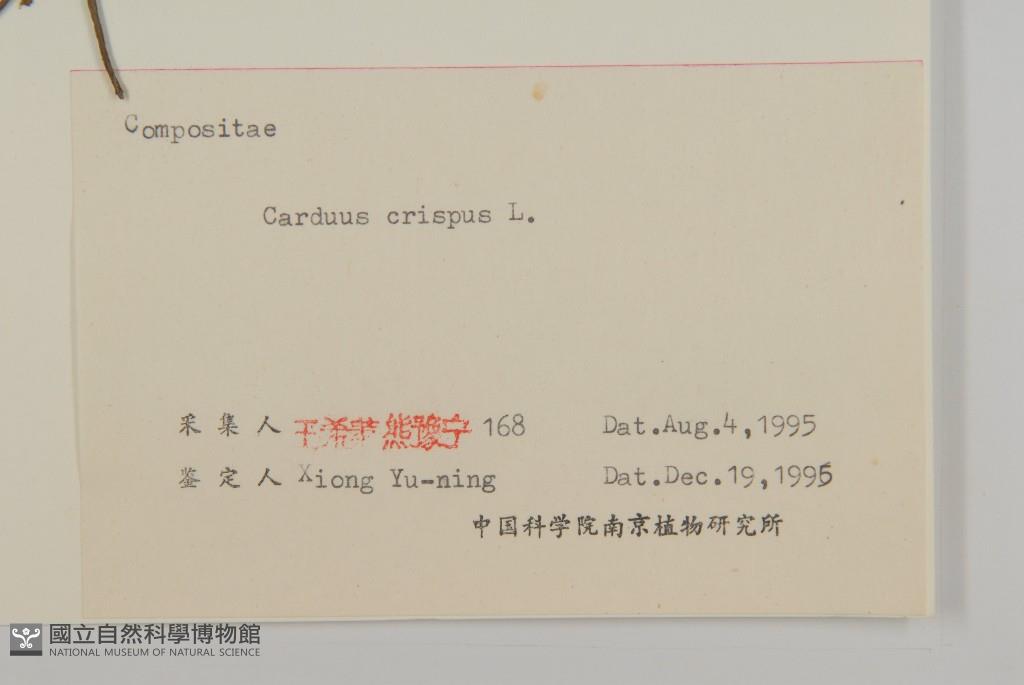 Compositae
Carduus crispus L.
采集人 王希 熊豫宁 168 Dat.Aug.4,1995
鉴定人 Xiong Yu-ning Dat.Dec.19,1995
中国科学院南京植物研究所
國立自然科學博物館
NATIONAL MUSEUM OF NATURAL SCIENCE